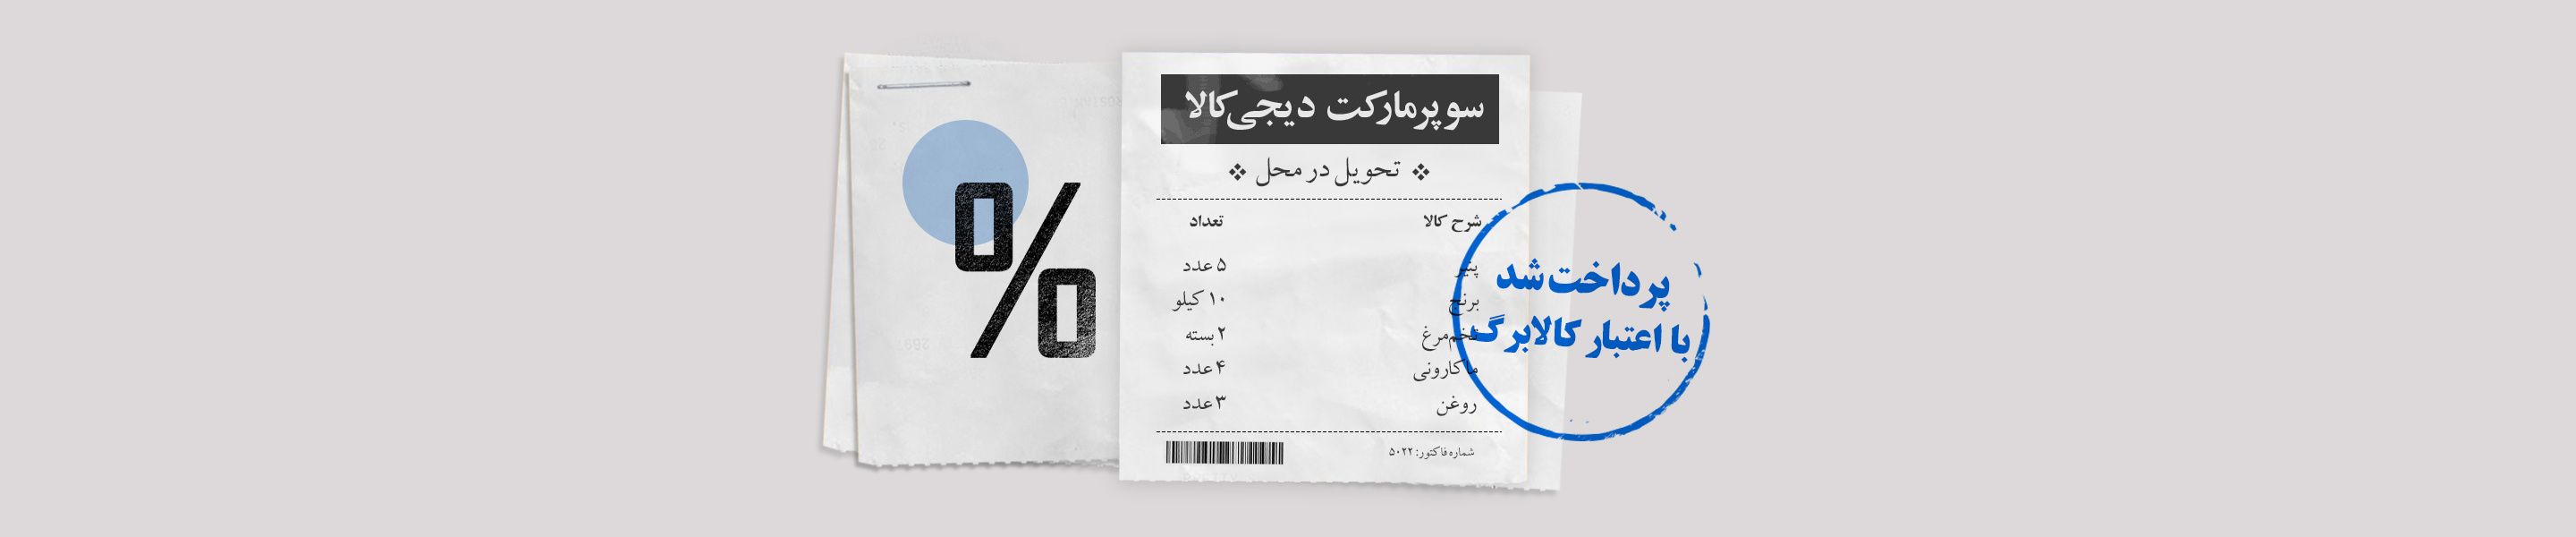 سوپرمارکت دیجی‌کالا
❖ تحویل در محل ❖
شرح کالا تعداد
پنیر ۵ عدد
برنج ۱۰ کیلو
تخم‌مرغ ۲ بسته
ماکارونی ۴ عدد
روغن ۳ عدد
شماره فاکتور: ۵۰۲۲
پرداخت شد
با اعتبار کالابرگ
%